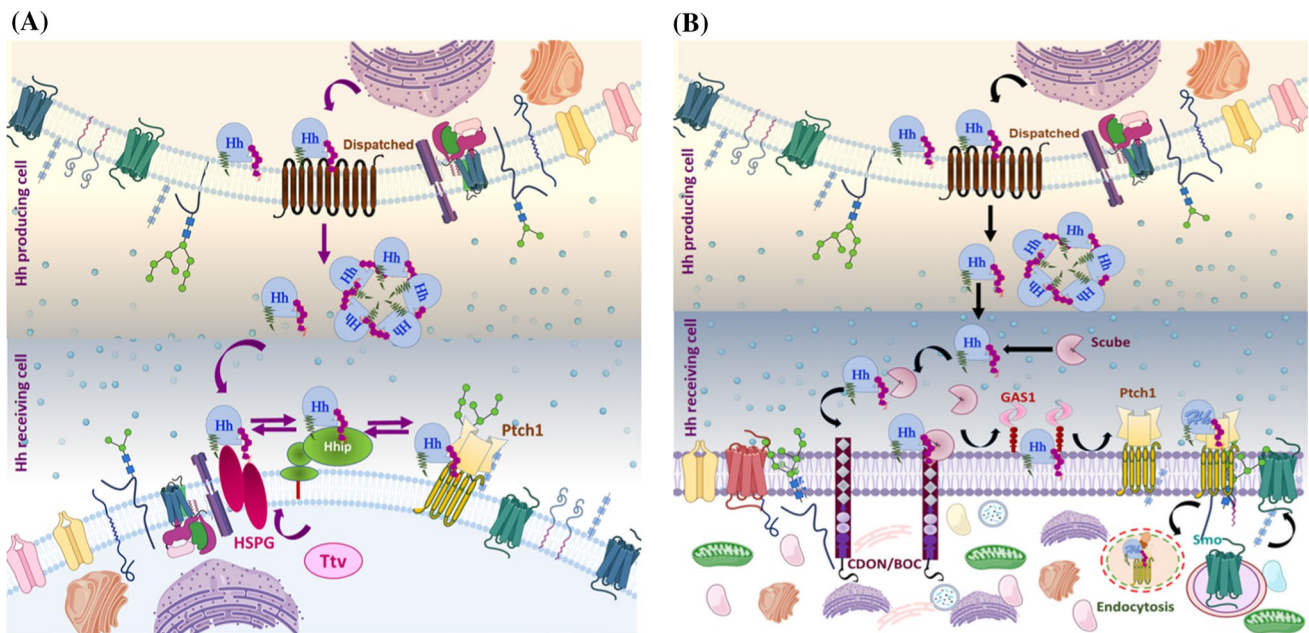 (A)
Hh producing cell
Hh
Hh
Dispatched
Hh
Hh
Hh
Hh
Hh
Hh
Hh receiving cell
Hh
Hh
Hhip
Hh
Ptch1
HSPG
Ttv
(B)
Hh producing cell
Hh
Hh
Dispatched
Hh
Hh
Hh
Hh
Hh
Hh
Hh receiving cell
Hh
Scube
Hh
GAS1
Ptch1
Hh
Hh
Hh
CDON/BOC
Smo
Hh
Endocytosis